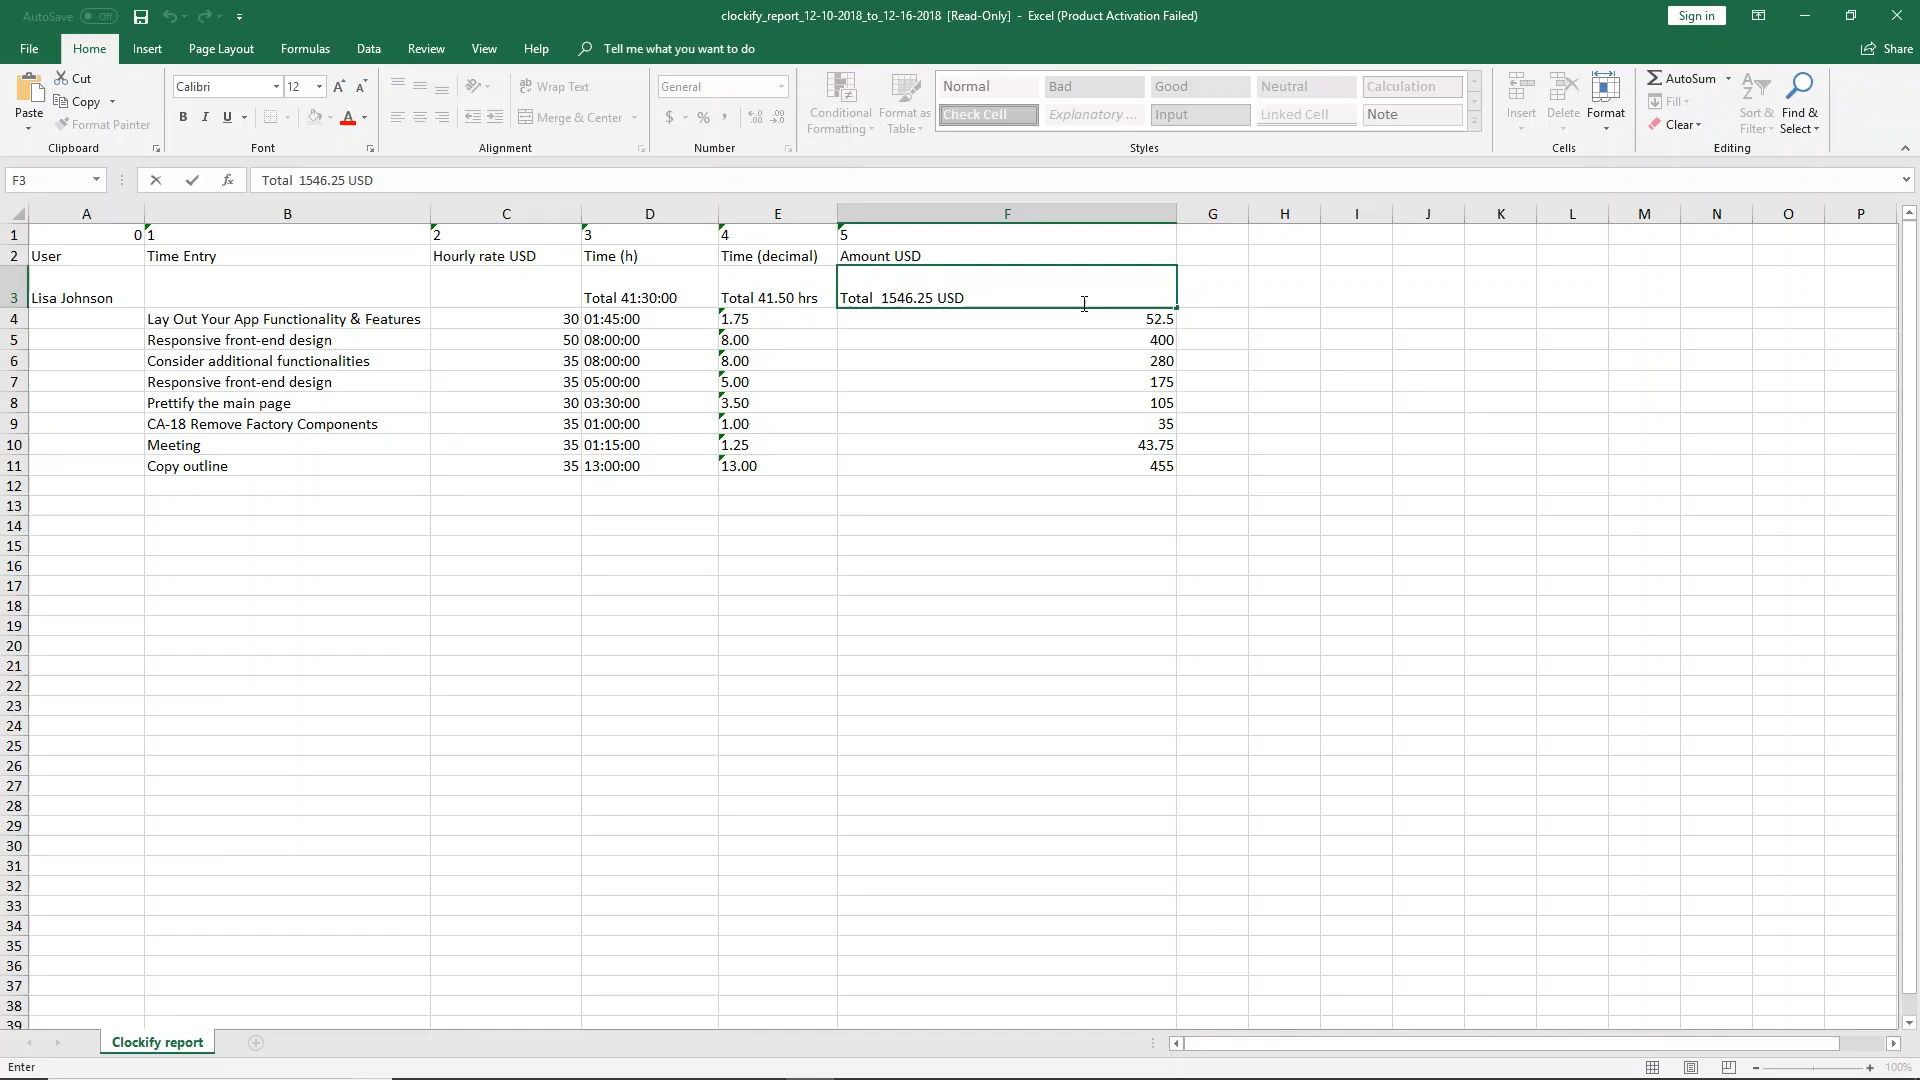 AutoSave Off
clockify_report_12-10-2018_to_12-16-2018 [Read-Only] - Excel (Product Activation Failed)
Sign in
File Home Insert Page Layout Formulas Data Review View Help Tell me what you want to do Share
Paste
Cut
Copy
Format Painter
Clipboard
Calibri 12
B I U
Font
Wrap Text
Merge & Center
Alignment
General
$ % ,
Number
Conditional Formatting
Format as Table
Normal Bad Good Neutral Calculation
Check Cell Explanatory ... Input Linked Cell Note
Styles
Insert Delete Format
Cells
AutoSum
Fill
Clear
Sort & Filter
Find & Select
Editing
F3 fx Total 1546.25 USD
A B C D E F G H I J K L M N O P
1 0 1 2 3 4 5
2 User Time Entry Hourly rate USD Time (h) Time (decimal) Amount USD
3 Lisa Johnson Total 41:30:00 Total 41.50 hrs Total 1546.25 USD
4 Lay Out Your App Functionality & Features 30 01:45:00 1.75 52.5
5 Responsive front-end design 50 08:00:00 8.00 400
6 Consider additional functionalities 35 08:00:00 8.00 280
7 Responsive front-end design 35 05:00:00 5.00 175
8 Prettify the main page 30 03:30:00 3.50 105
9 CA-18 Remove Factory Components 35 01:00:00 1.00 35
10 Meeting 35 01:15:00 1.25 43.75
11 Copy outline 35 13:00:00 13.00 455
12
13
14
15
16
17
18
19
20
21
22
23
24
25
26
27
28
29
30
31
32
33
34
35
36
37
38
39
Clockify report
Enter 100%